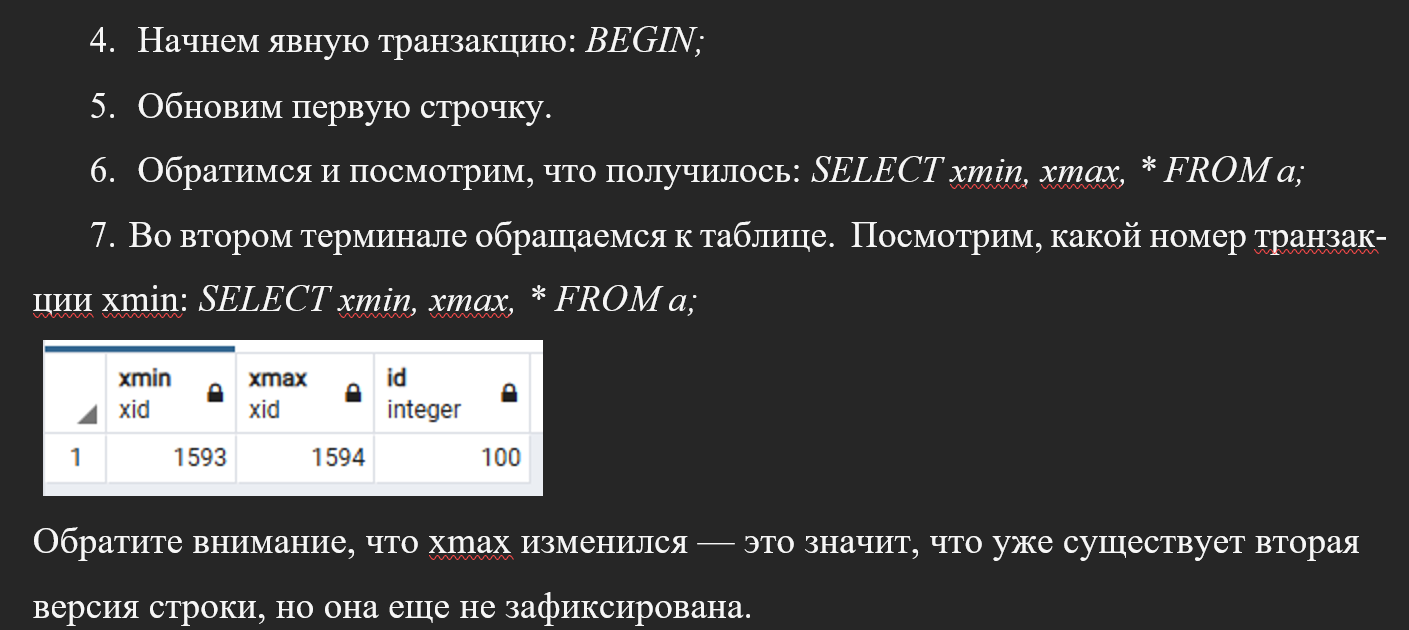 4. Начнем явную транзакцию: BEGIN;
5. Обновим первую строчку.
6. Обратимся и посмотрим, что получилось: SELECT xmin, xmax, * FROM a;
7. Во втором терминале обращаемся к таблице. Посмотрим, какой номер транзак-
ции xmin: SELECT xmin, xmax, * FROM a;
xmin xmax id
xid xid integer
1 1593 1594 100
Обратите внимание, что xmax изменился — это значит, что уже существует вторая
версия строки, но она еще не зафиксирована.